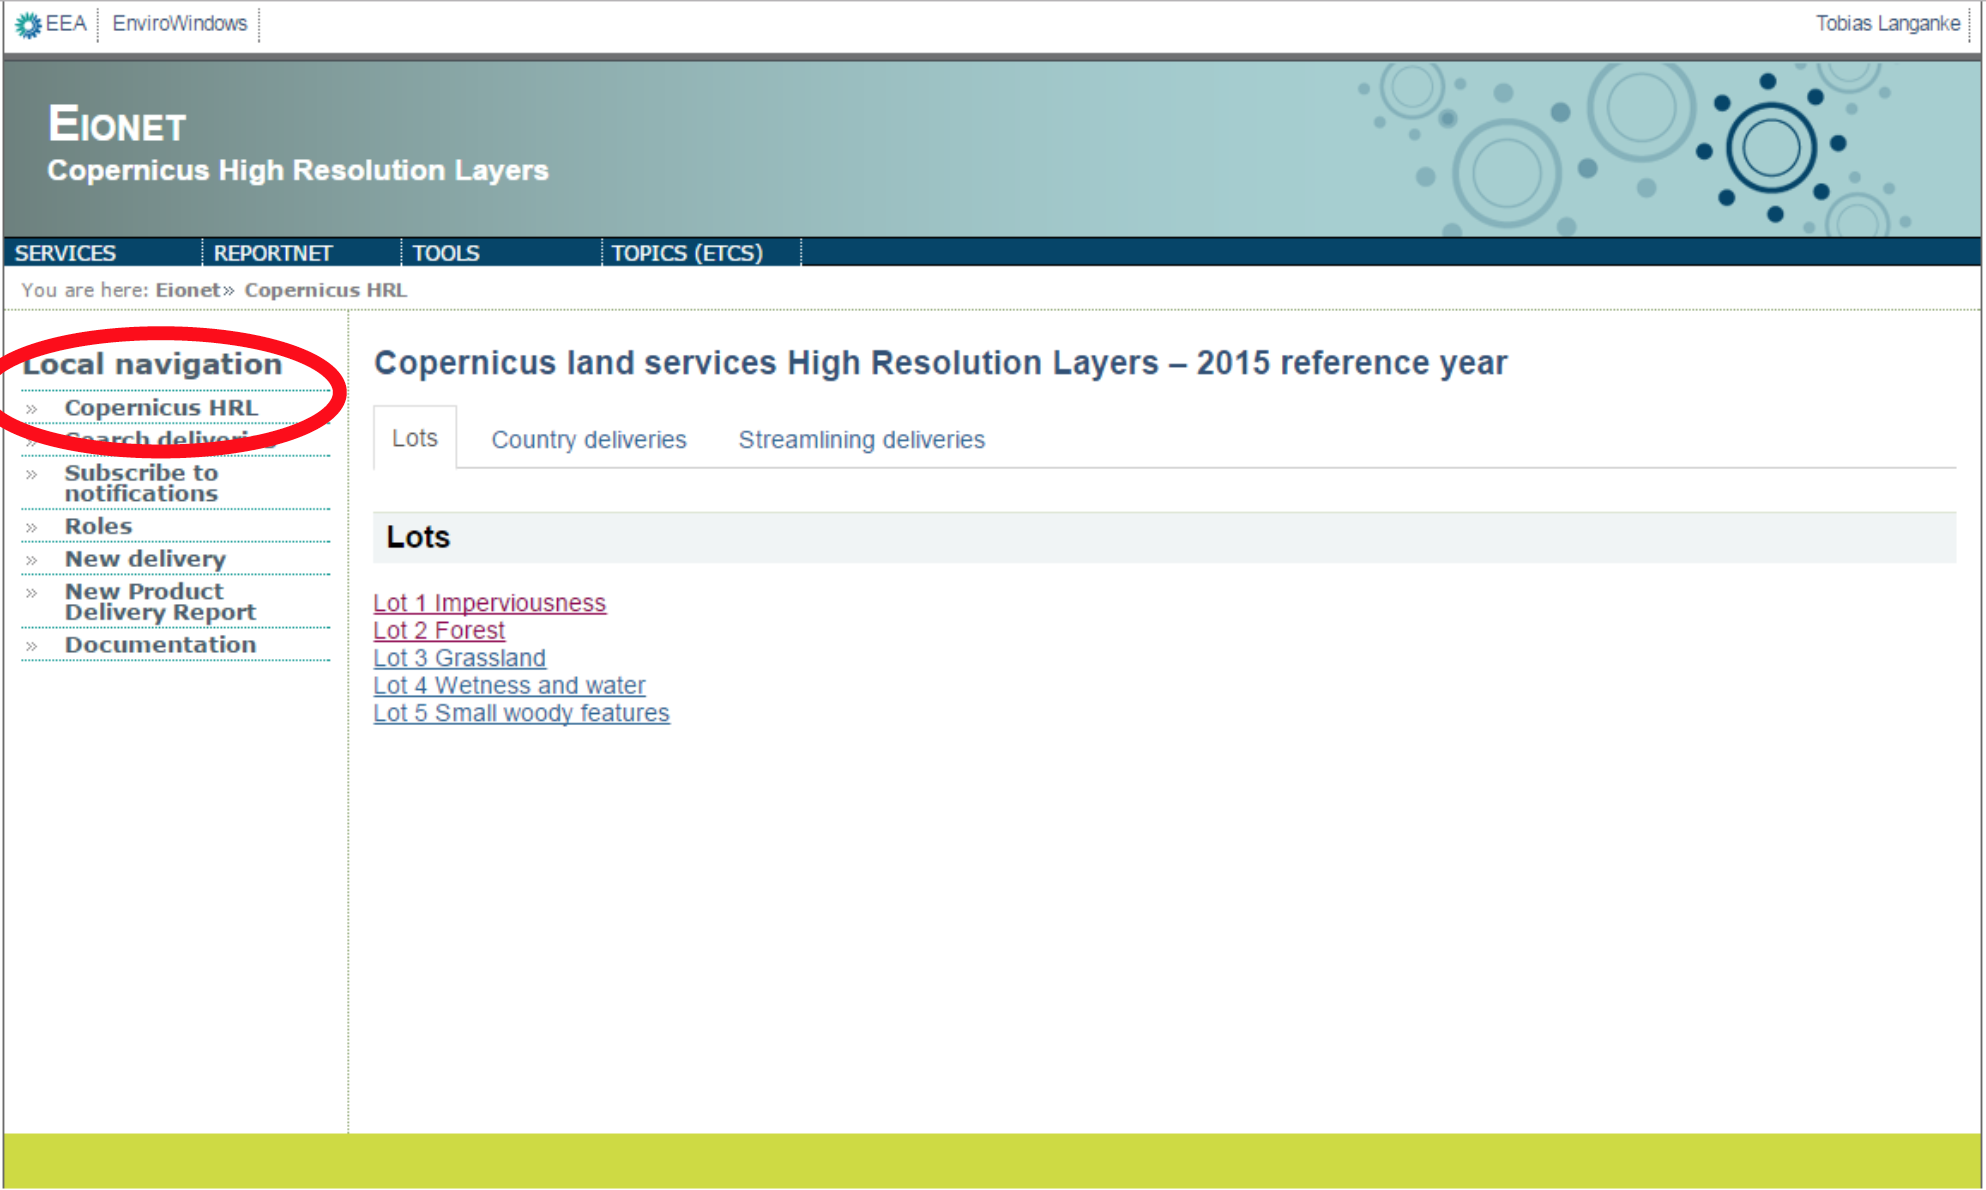 EEA EnviroWindows Tobias Langanke
EIONET
Copernicus High Resolution Layers
SERVICES REPORTNET TOOLS TOPICS (ETCS)
You are here: Eionet» Copernicus HRL
Local navigation
» Copernicus HRL
» Search deliveries
» Subscribe to
notifications
» Roles
» New delivery
» New Product
Delivery Report
» Documentation
Copernicus land services High Resolution Layers – 2015 reference year
Lots Country deliveries Streamlining deliveries
Lots
Lot 1 Imperviousness
Lot 2 Forest
Lot 3 Grassland
Lot 4 Wetness and water
Lot 5 Small woody features